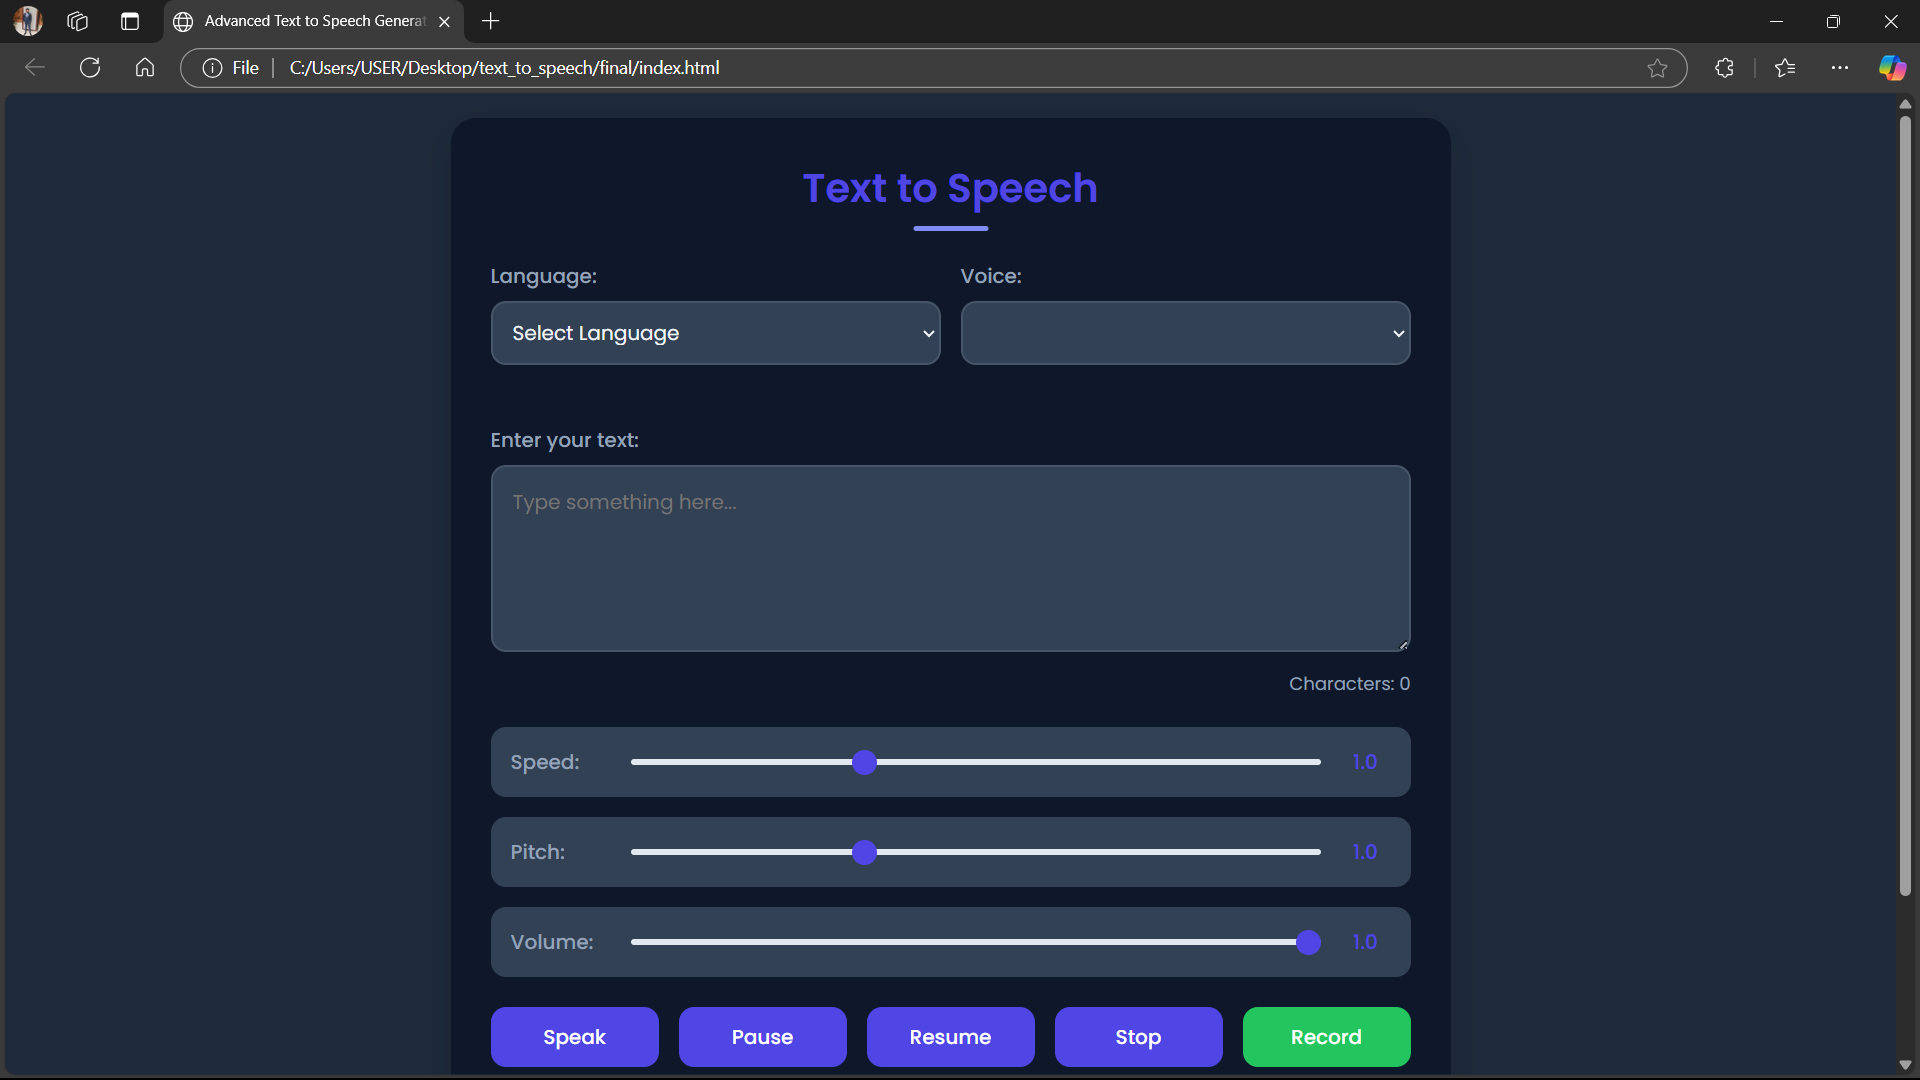 Advanced Text to Speech Generat
File
C:/Users/USER/Desktop/text_to_speech/final/index.html
Text to Speech
Language: Voice:
Select Language
Enter your text:
Type something here...
Characters: 0
Speed: 1.0
Pitch: 1.0
Volume: 1.0
Speak Pause Resume Stop Record